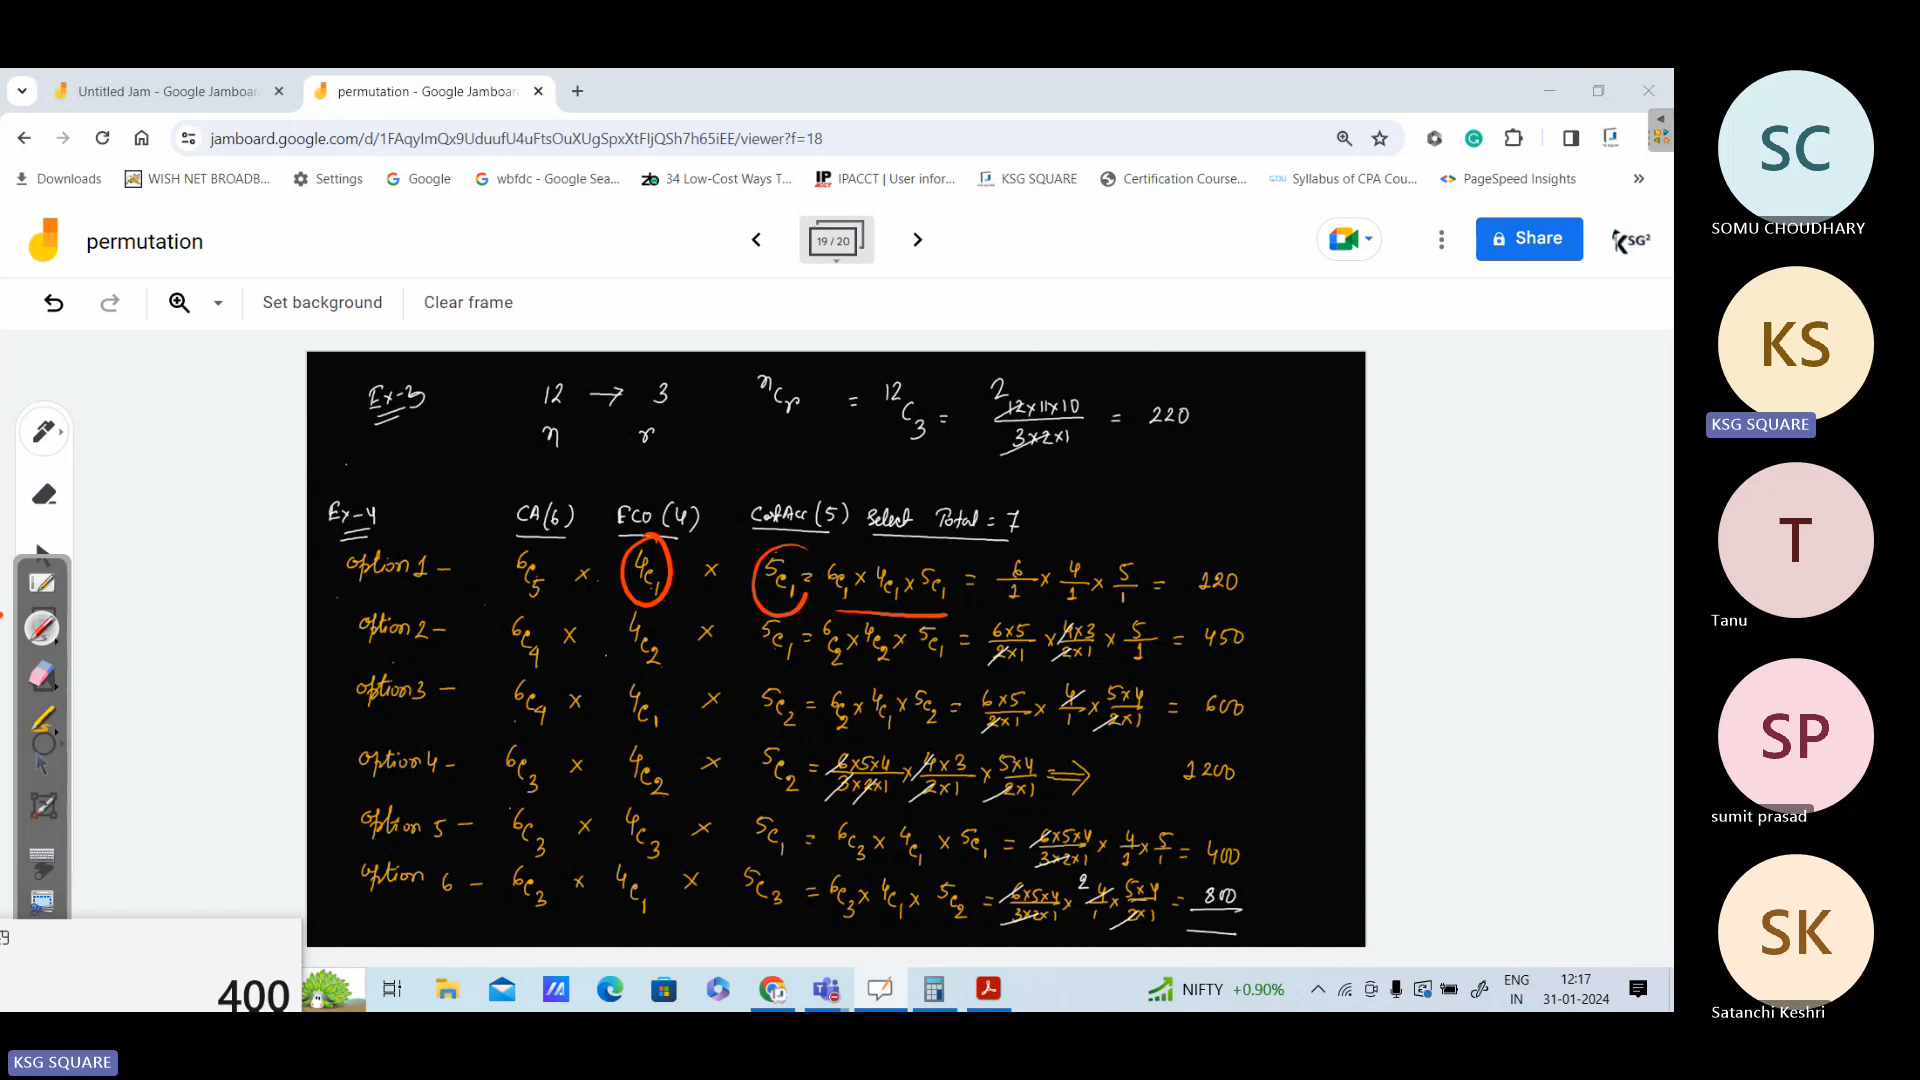 Untitled Jam - Google Jamboar
permutation - Google Jamboar
jamboard.google.com/d/1FAqyImQx9UduufU4uFtsOuXUgSpxXtFIjQSh7h65iEE/viewer?f=18
Downloads WISH NET BROADB... Settings Google wbfdc - Google Sea... 34 Low-Cost Ways T... IPACCT | User infor... KSG SQUARE Certification Course... Syllabus of CPA Cou... PageSpeed Insights
permutation
19 / 20
Share
KSG²
Set background Clear frame
Ex-3 12 → 3 nCr = 12C3 = 12×11×10 / 3×2×1 = 220
2
n r
Ex-4 CA(6) ECO (4) CostAcc (5) Select Total = 7
option 1 - 6C5 × 4C1 × 5C1 = 6C1 × 4C1 × 5C1 = 6/1 × 4/1 × 5/1 = 120
option 2 - 6C4 × 4C2 × 5C1 = 6C2 × 4C2 × 5C1 = 6×5/2×1 × 4×3/2×1 × 5/1 = 450
option 3 - 6C4 × 4C1 × 5C2 = 6C2 × 4C1 × 5C2 = 6×5/2×1 × 4/1 × 5×4/2×1 = 600
option 4 - 6C3 × 4C2 × 5C2 = 6×5×4/3×2×1 × 4×3/2×1 × 5×4/2×1 ⇒ 1200
option 5 - 6C3 × 4C3 × 5C1 = 6C3 × 4C1 × 5C1 = 6×5×4/3×2×1 × 4/1 × 5/1 = 400
option 6 - 6C3 × 4C1 × 5C3 = 6C3 × 4C1 × 5C2 = 6×5×4/3×2×1 × 2 4/1 × 5×4/2×1 = 800
400
NIFTY +0.90%
ENG
IN
12:17
31-01-2024
KSG SQUARE
SC
SOMU CHOUDHARY
KS
KSG SQUARE
T
Tanu
SP
sumit prasad
SK
Satanchi Keshri